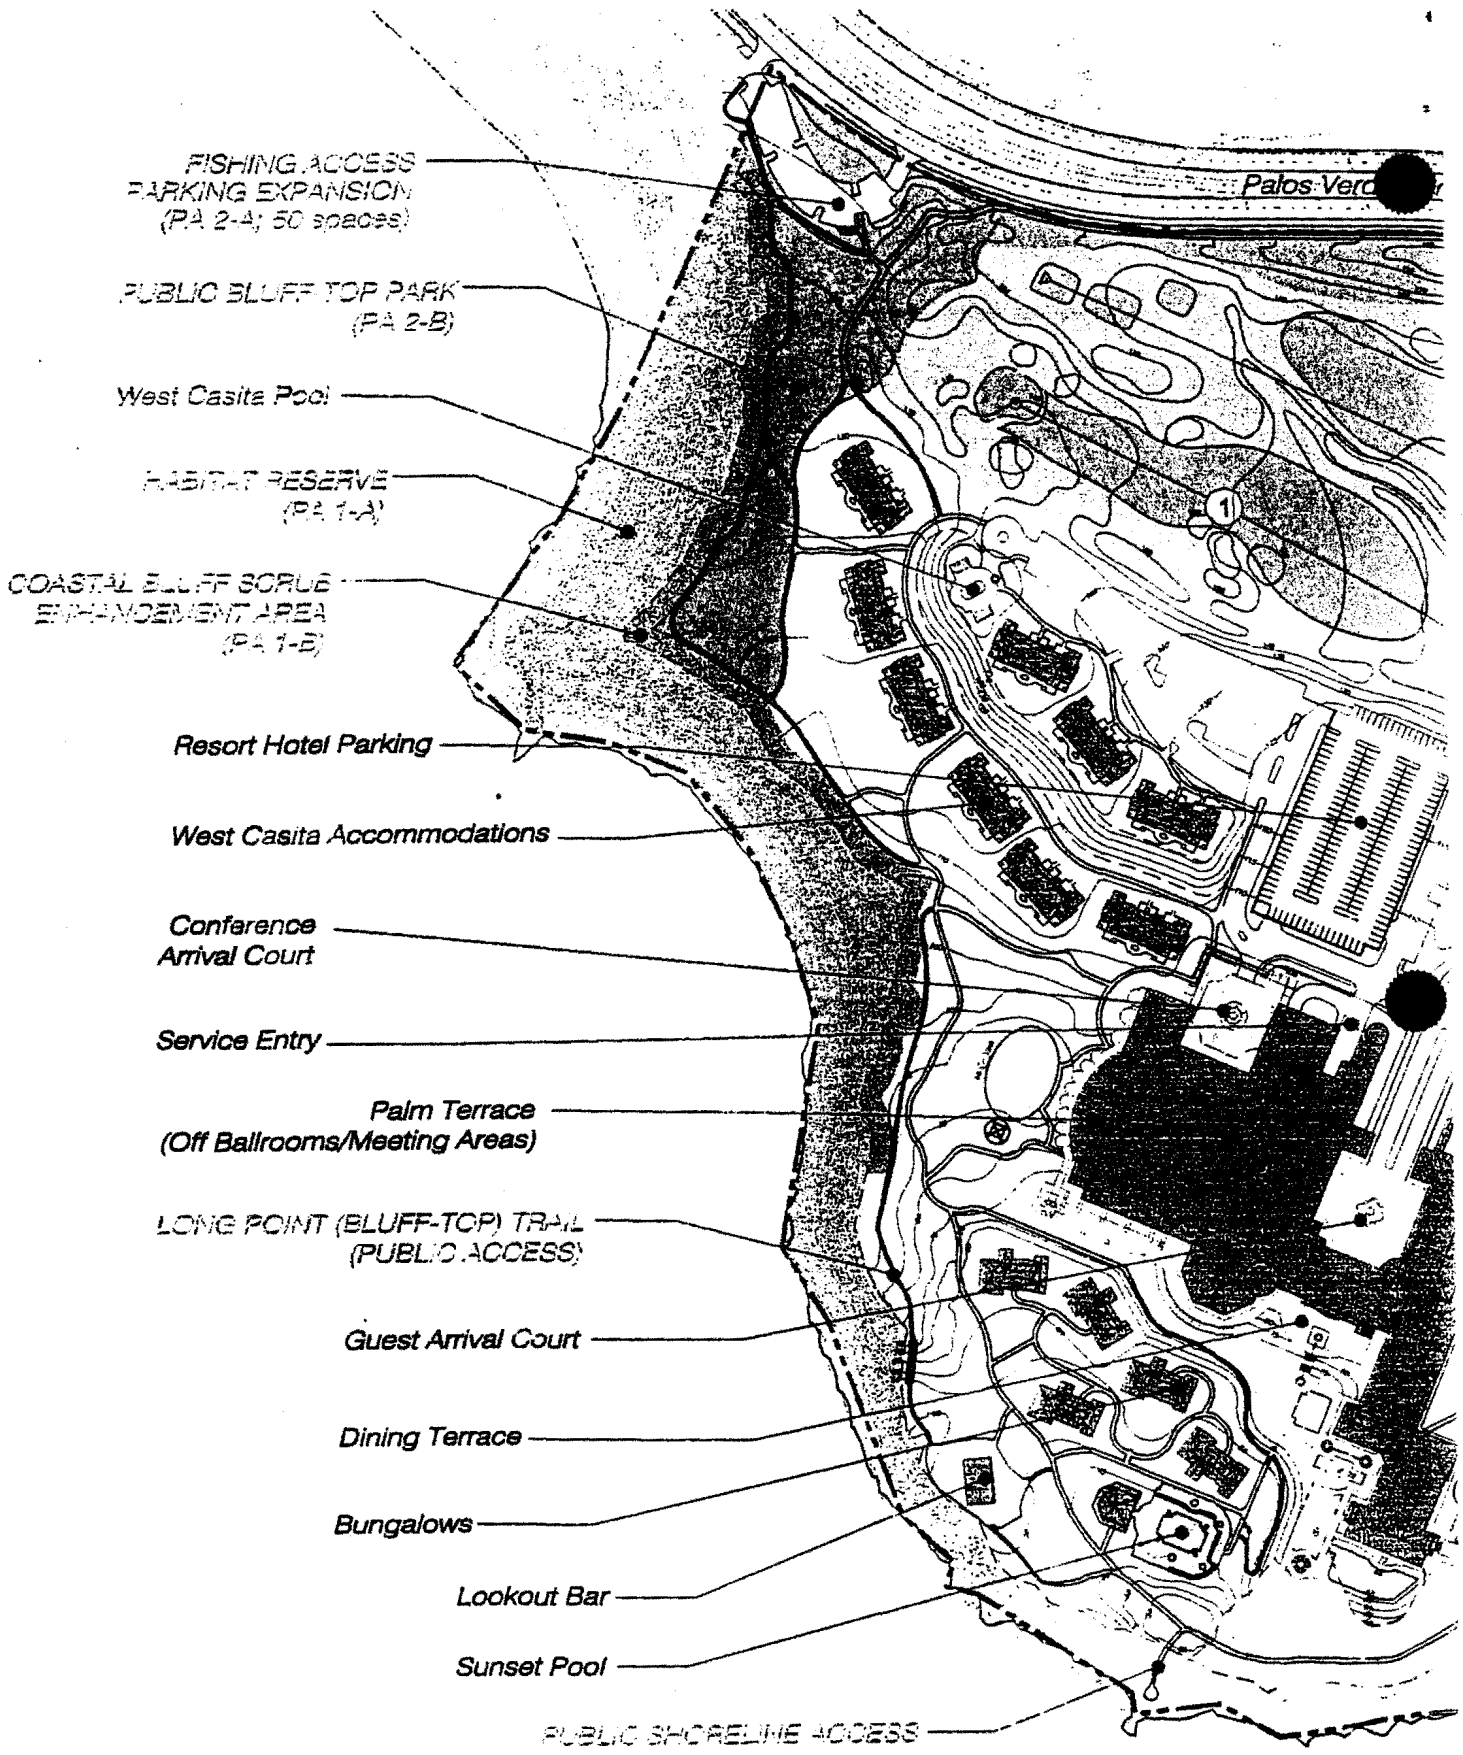 FISHING ACCESS
PARKING EXPANSION
(PA 2-A; 50 spaces)
Palos Verd
PUBLIC BLUFF TOP PARK
(PA 2-B)
West Casita Pool
HABITAT RESERVE
(PA 1-A)
1
COASTAL BLUFF SCRUB
ENHANCEMENT AREA
(PA 1-B)
Resort Hotel Parking
West Casita Accommodations
Conference
Arrival Court
Service Entry
Palm Terrace
(Off Ballrooms/Meeting Areas)
LONG POINT (BLUFF-TOP) TRAIL
(PUBLIC ACCESS)
Guest Arrival Court
Dining Terrace
Bungalows
Lookout Bar
Sunset Pool
PUBLIC SHORELINE ACCESS